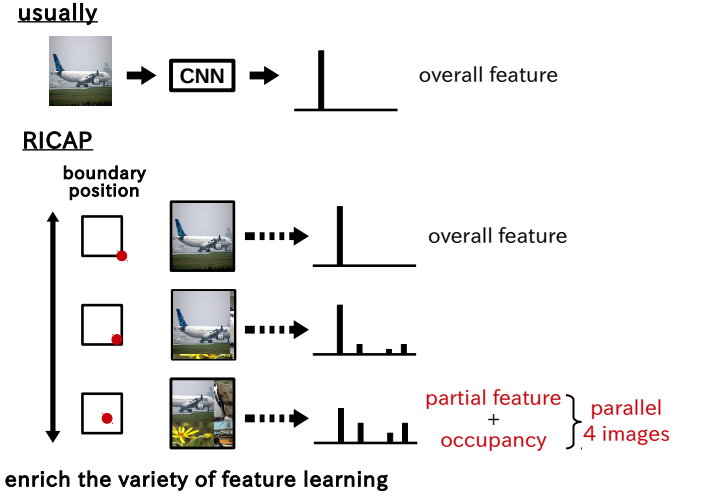 usually
CNN
overall feature
RICAP
boundary
position
overall feature
partial feature
+
occupancy
parallel
4 images
enrich the variety of feature learning